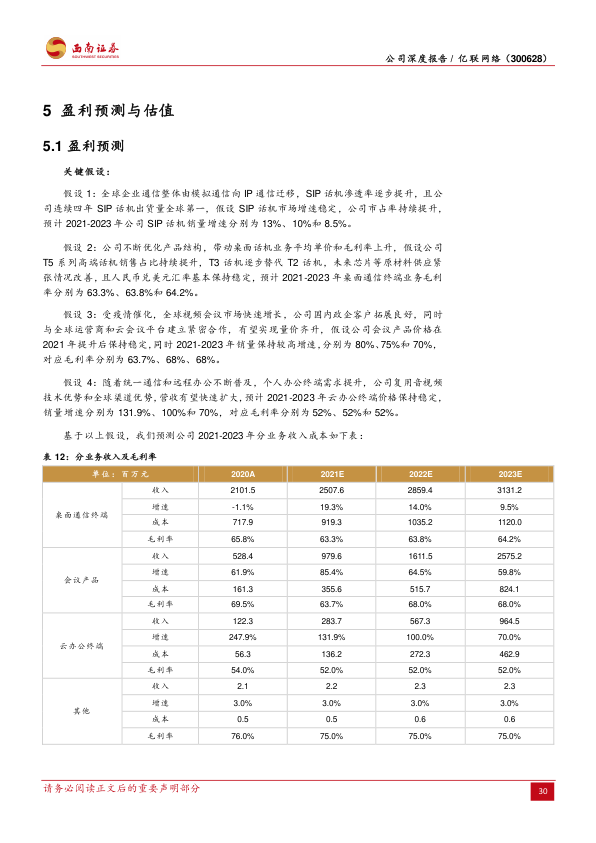 西南证券
SOUTHWEST SECURITIES
公司深度报告 / 亿联网络（300628）
5 盈利预测与估值
5.1 盈利预测
关键假设：
假设 1：全球企业通信整体由模拟通信向 IP 通信迁移，SIP 话机渗透率逐步提升，且公
司连续四年 SIP 话机出货量全球第一，假设 SIP 话机市场增速稳定，公司市占率持续提升，
预计 2021-2023 年公司 SIP 话机销量增速分别为 13%、10%和 8.5%。
假设 2：公司不断优化产品结构，带动桌面话机业务平均单价和毛利率上升，假设公司
T5 系列高端话机销售占比持续提升，T3 话机逐步替代 T2 话机，未来芯片等原材料供应紧
张情况改善，且人民币兑美元汇率基本保持稳定，预计 2021-2023 年桌面通信终端业务毛利
率分别为 63.3%、63.8%和 64.2%。
假设 3：受疫情催化，全球视频会议市场快速增长，公司国内政企客户拓展良好，同时
与全球运营商和云会议平台建立紧密合作，有望实现量价齐升，假设公司会议产品价格在
2021 年提升后保持稳定，同时 2021-2023 年销量保持较高增速，分别为 80%、75%和 70%，
对应毛利率分别为 63.7%、68%、68%。
假设 4：随着统一通信和远程办公不断普及，个人办公终端需求提升，公司复用音视频
技术优势和全球渠道优势，营收有望快速扩大，预计 2021-2023 年云办公终端价格保持稳定，
销量增速分别为 131.9%、100%和 70%，对应毛利率分别为 52%、52%和 52%。
基于以上假设，我们预测公司 2021-2023 年分业务收入成本如下表：
表 12：分业务收入及毛利率
单位：百万元 2020A 2021E 2022E 2023E
桌面通信终端
收入 2101.5 2507.6 2859.4 3131.2
增速 -1.1% 19.3% 14.0% 9.5%
成本 717.9 919.3 1035.2 1120.0
毛利率 65.8% 63.3% 63.8% 64.2%
会议产品
收入 528.4 979.6 1611.5 2575.2
增速 61.9% 85.4% 64.5% 59.8%
成本 161.3 355.6 515.7 824.1
毛利率 69.5% 63.7% 68.0% 68.0%
云办公终端
收入 122.3 283.7 567.3 964.5
增速 247.9% 131.9% 100.0% 70.0%
成本 56.3 136.2 272.3 462.9
毛利率 54.0% 52.0% 52.0% 52.0%
其他
收入 2.1 2.2 2.3 2.3
增速 3.0% 3.0% 3.0% 3.0%
成本 0.5 0.5 0.6 0.6
毛利率 76.0% 75.0% 75.0% 75.0%
请务必阅读正文后的重要声明部分
30